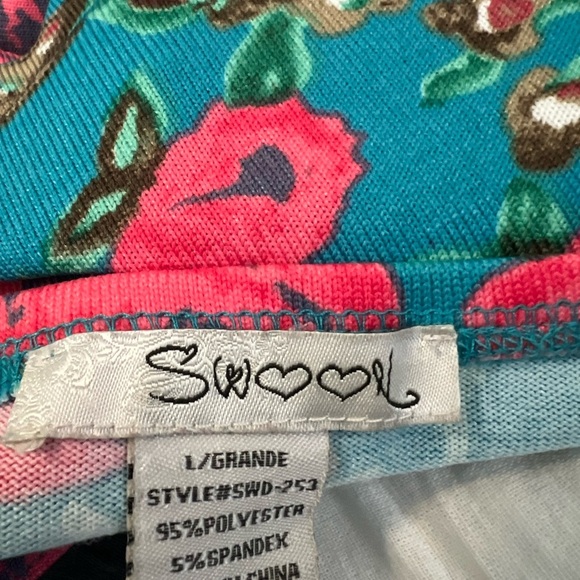 Swoon
L/GRANDE
STYLE#SWD-253
95%POLYESTER
5%SPANDEX
CHINA